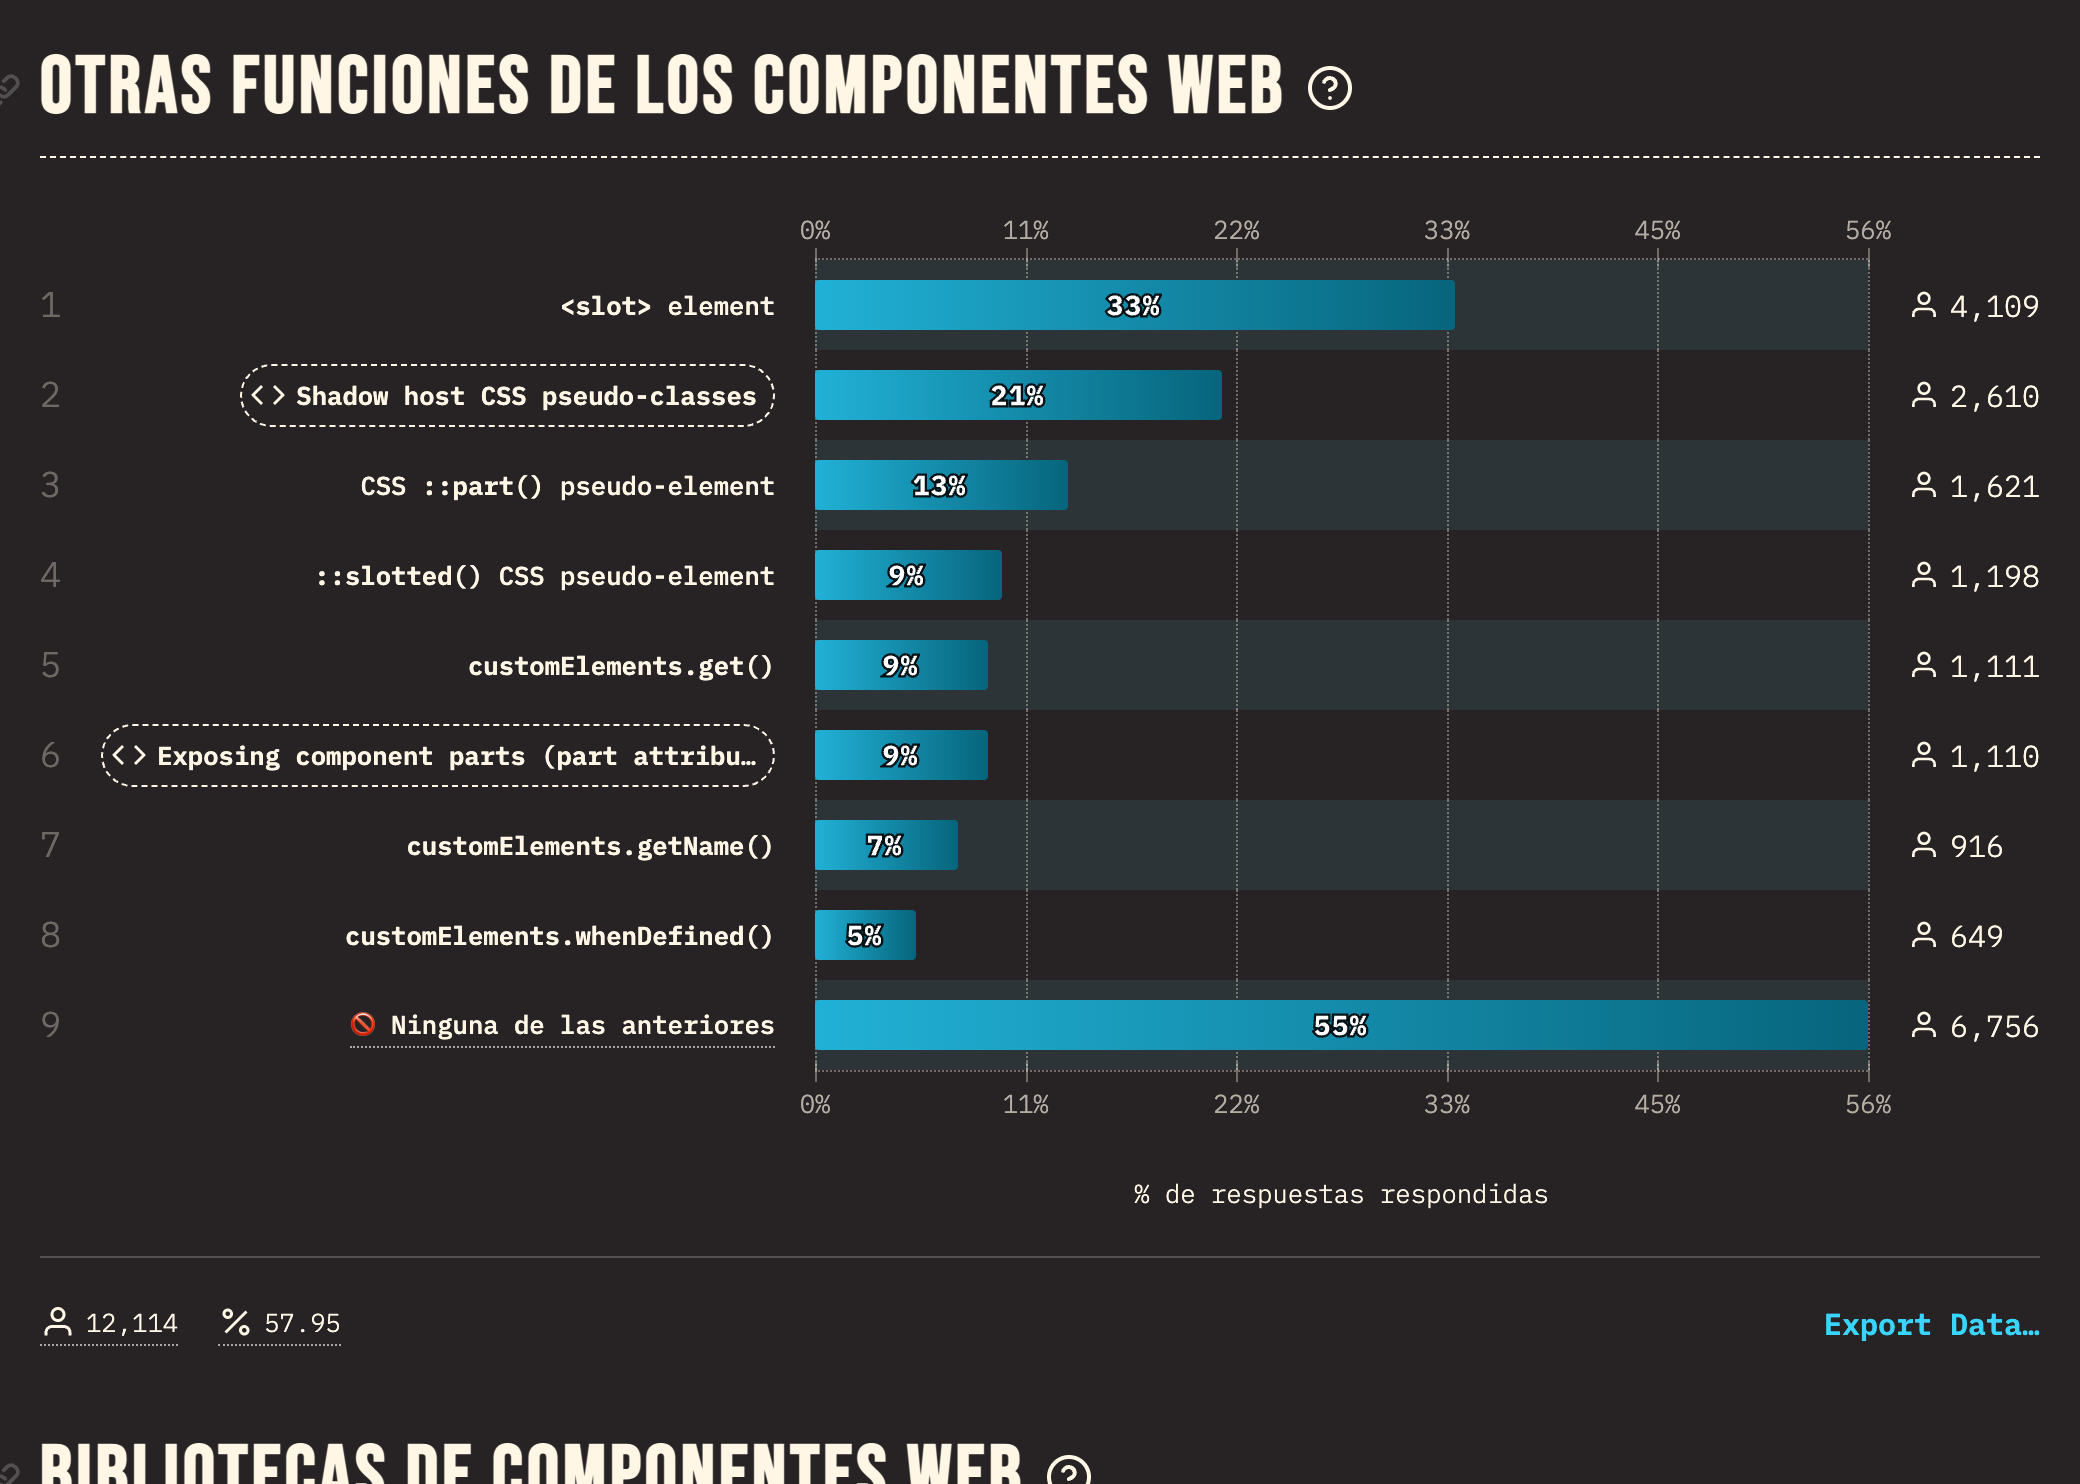 OTRAS FUNCIONES DE LOS COMPONENTES WEB
0% 11% 22% 33% 45% 56%
1 <slot> element 33% 4,109
2 <> Shadow host CSS pseudo-classes 21% 2,610
3 CSS ::part() pseudo-element 13% 1,621
4 ::slotted() CSS pseudo-element 9% 1,198
5 customElements.get() 9% 1,111
6 <> Exposing component parts (part attribu… 9% 1,110
7 customElements.getName() 7% 916
8 customElements.whenDefined() 5% 649
9 🚫 Ninguna de las anteriores 55% 6,756
0% 11% 22% 33% 45% 56%
% de respuestas respondidas
12,114 % 57.95 Export Data…
BIBLIOTECAS DE COMPONENTES WEB